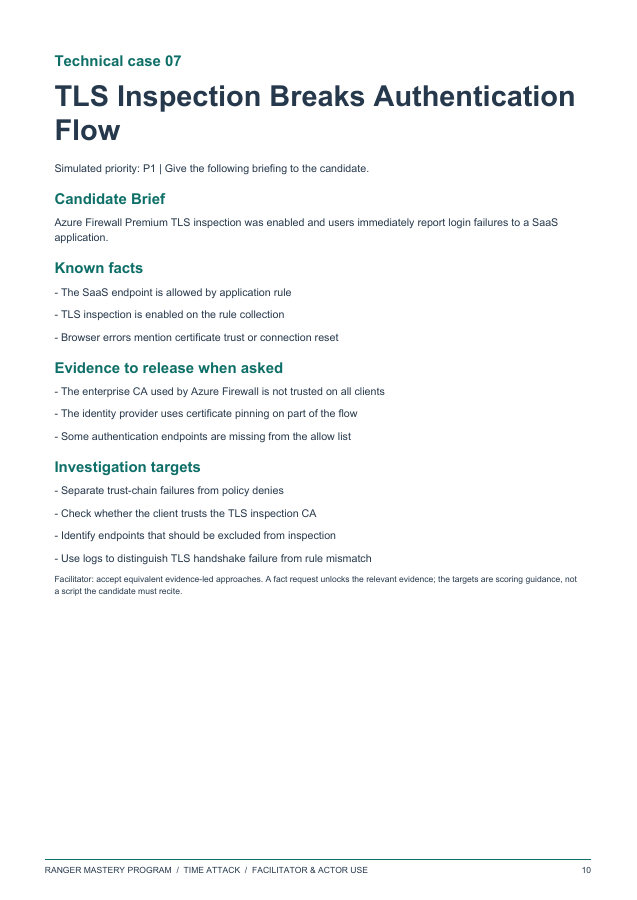 Technical case 07
TLS Inspection Breaks Authentication
Flow
Simulated priority: P1 | Give the following briefing to the candidate.
Candidate Brief
Azure Firewall Premium TLS inspection was enabled and users immediately report login failures to a SaaS
application.
Known facts
- The SaaS endpoint is allowed by application rule
- TLS inspection is enabled on the rule collection
- Browser errors mention certificate trust or connection reset
Evidence to release when asked
- The enterprise CA used by Azure Firewall is not trusted on all clients
- The identity provider uses certificate pinning on part of the flow
- Some authentication endpoints are missing from the allow list
Investigation targets
- Separate trust-chain failures from policy denies
- Check whether the client trusts the TLS inspection CA
- Identify endpoints that should be excluded from inspection
- Use logs to distinguish TLS handshake failure from rule mismatch
Facilitator: accept equivalent evidence-led approaches. A fact request unlocks the relevant evidence; the targets are scoring guidance, not
a script the candidate must recite.
RANGER MASTERY PROGRAM / TIME ATTACK / FACILITATOR & ACTOR USE 10